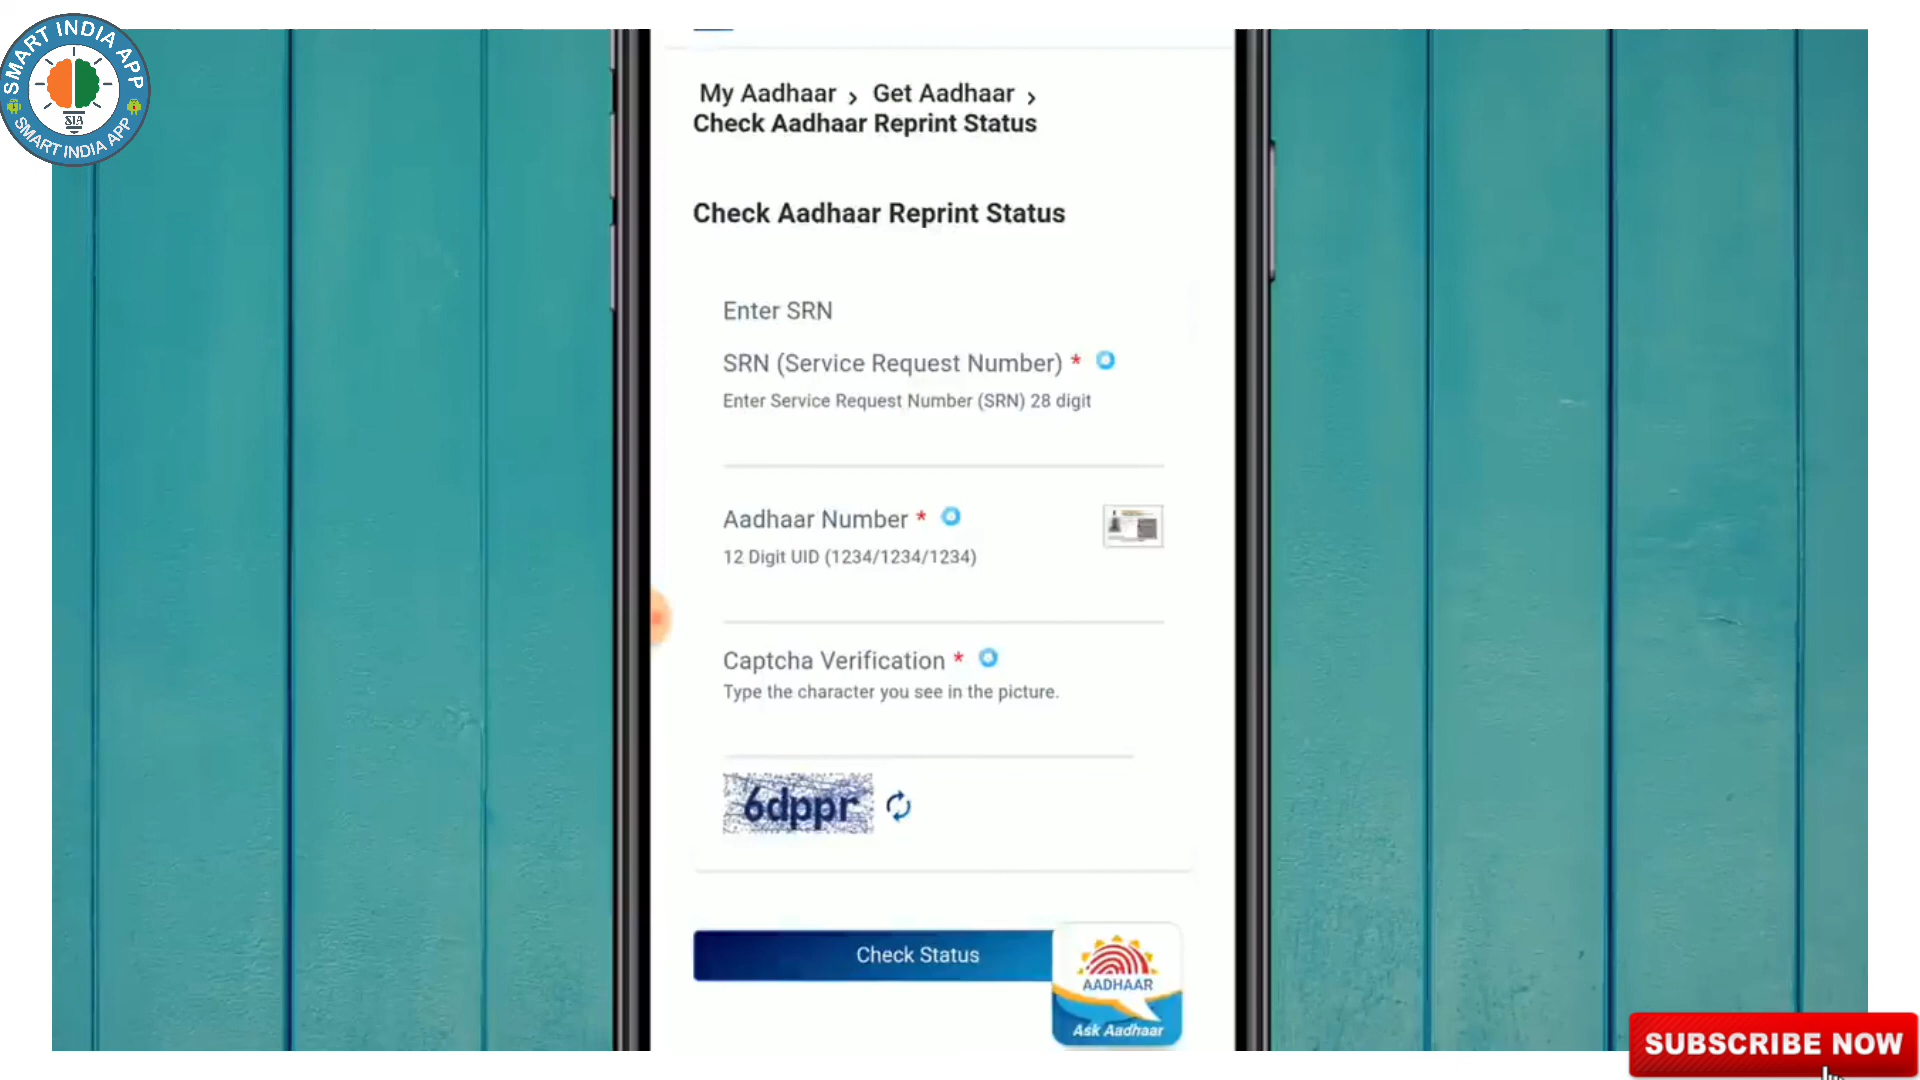 SMART INDIA APP
SIA
SMART INDIA APP
My Aadhaar > Get Aadhaar >
Check Aadhaar Reprint Status
Check Aadhaar Reprint Status
Enter SRN
SRN (Service Request Number) *
Enter Service Request Number (SRN) 28 digit
Aadhaar Number *
12 Digit UID (1234/1234/1234)
Captcha Verification *
Type the character you see in the picture.
6dppr
Check Status
AADHAAR
Ask Aadhaar
SUBSCRIBE NOW